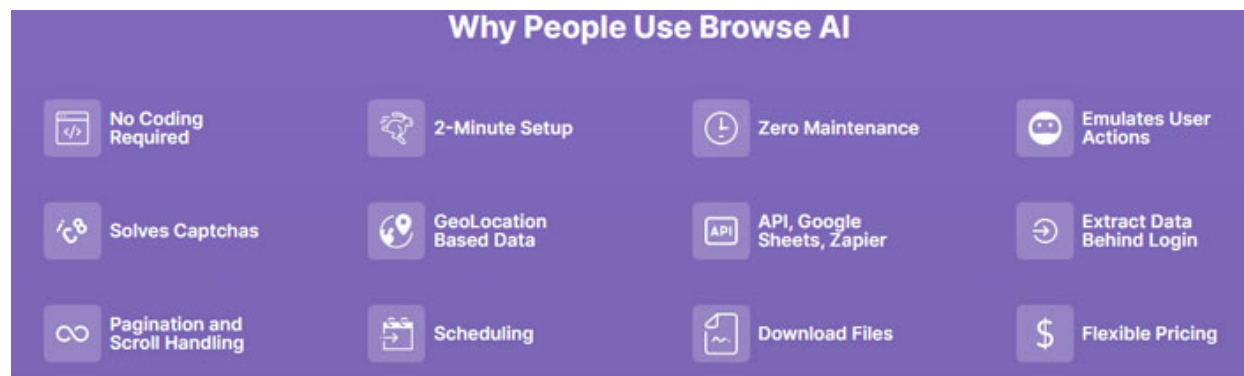 Why People Use Browse AI
No Coding
Required
2-Minute Setup
Zero Maintenance
Emulates User
Actions
Solves Captchas
GeoLocation
Based Data
API
API, Google
Sheets, Zapier
Extract Data
Behind Login
Pagination and
Scroll Handling
Scheduling
Download Files
$
Flexible Pricing